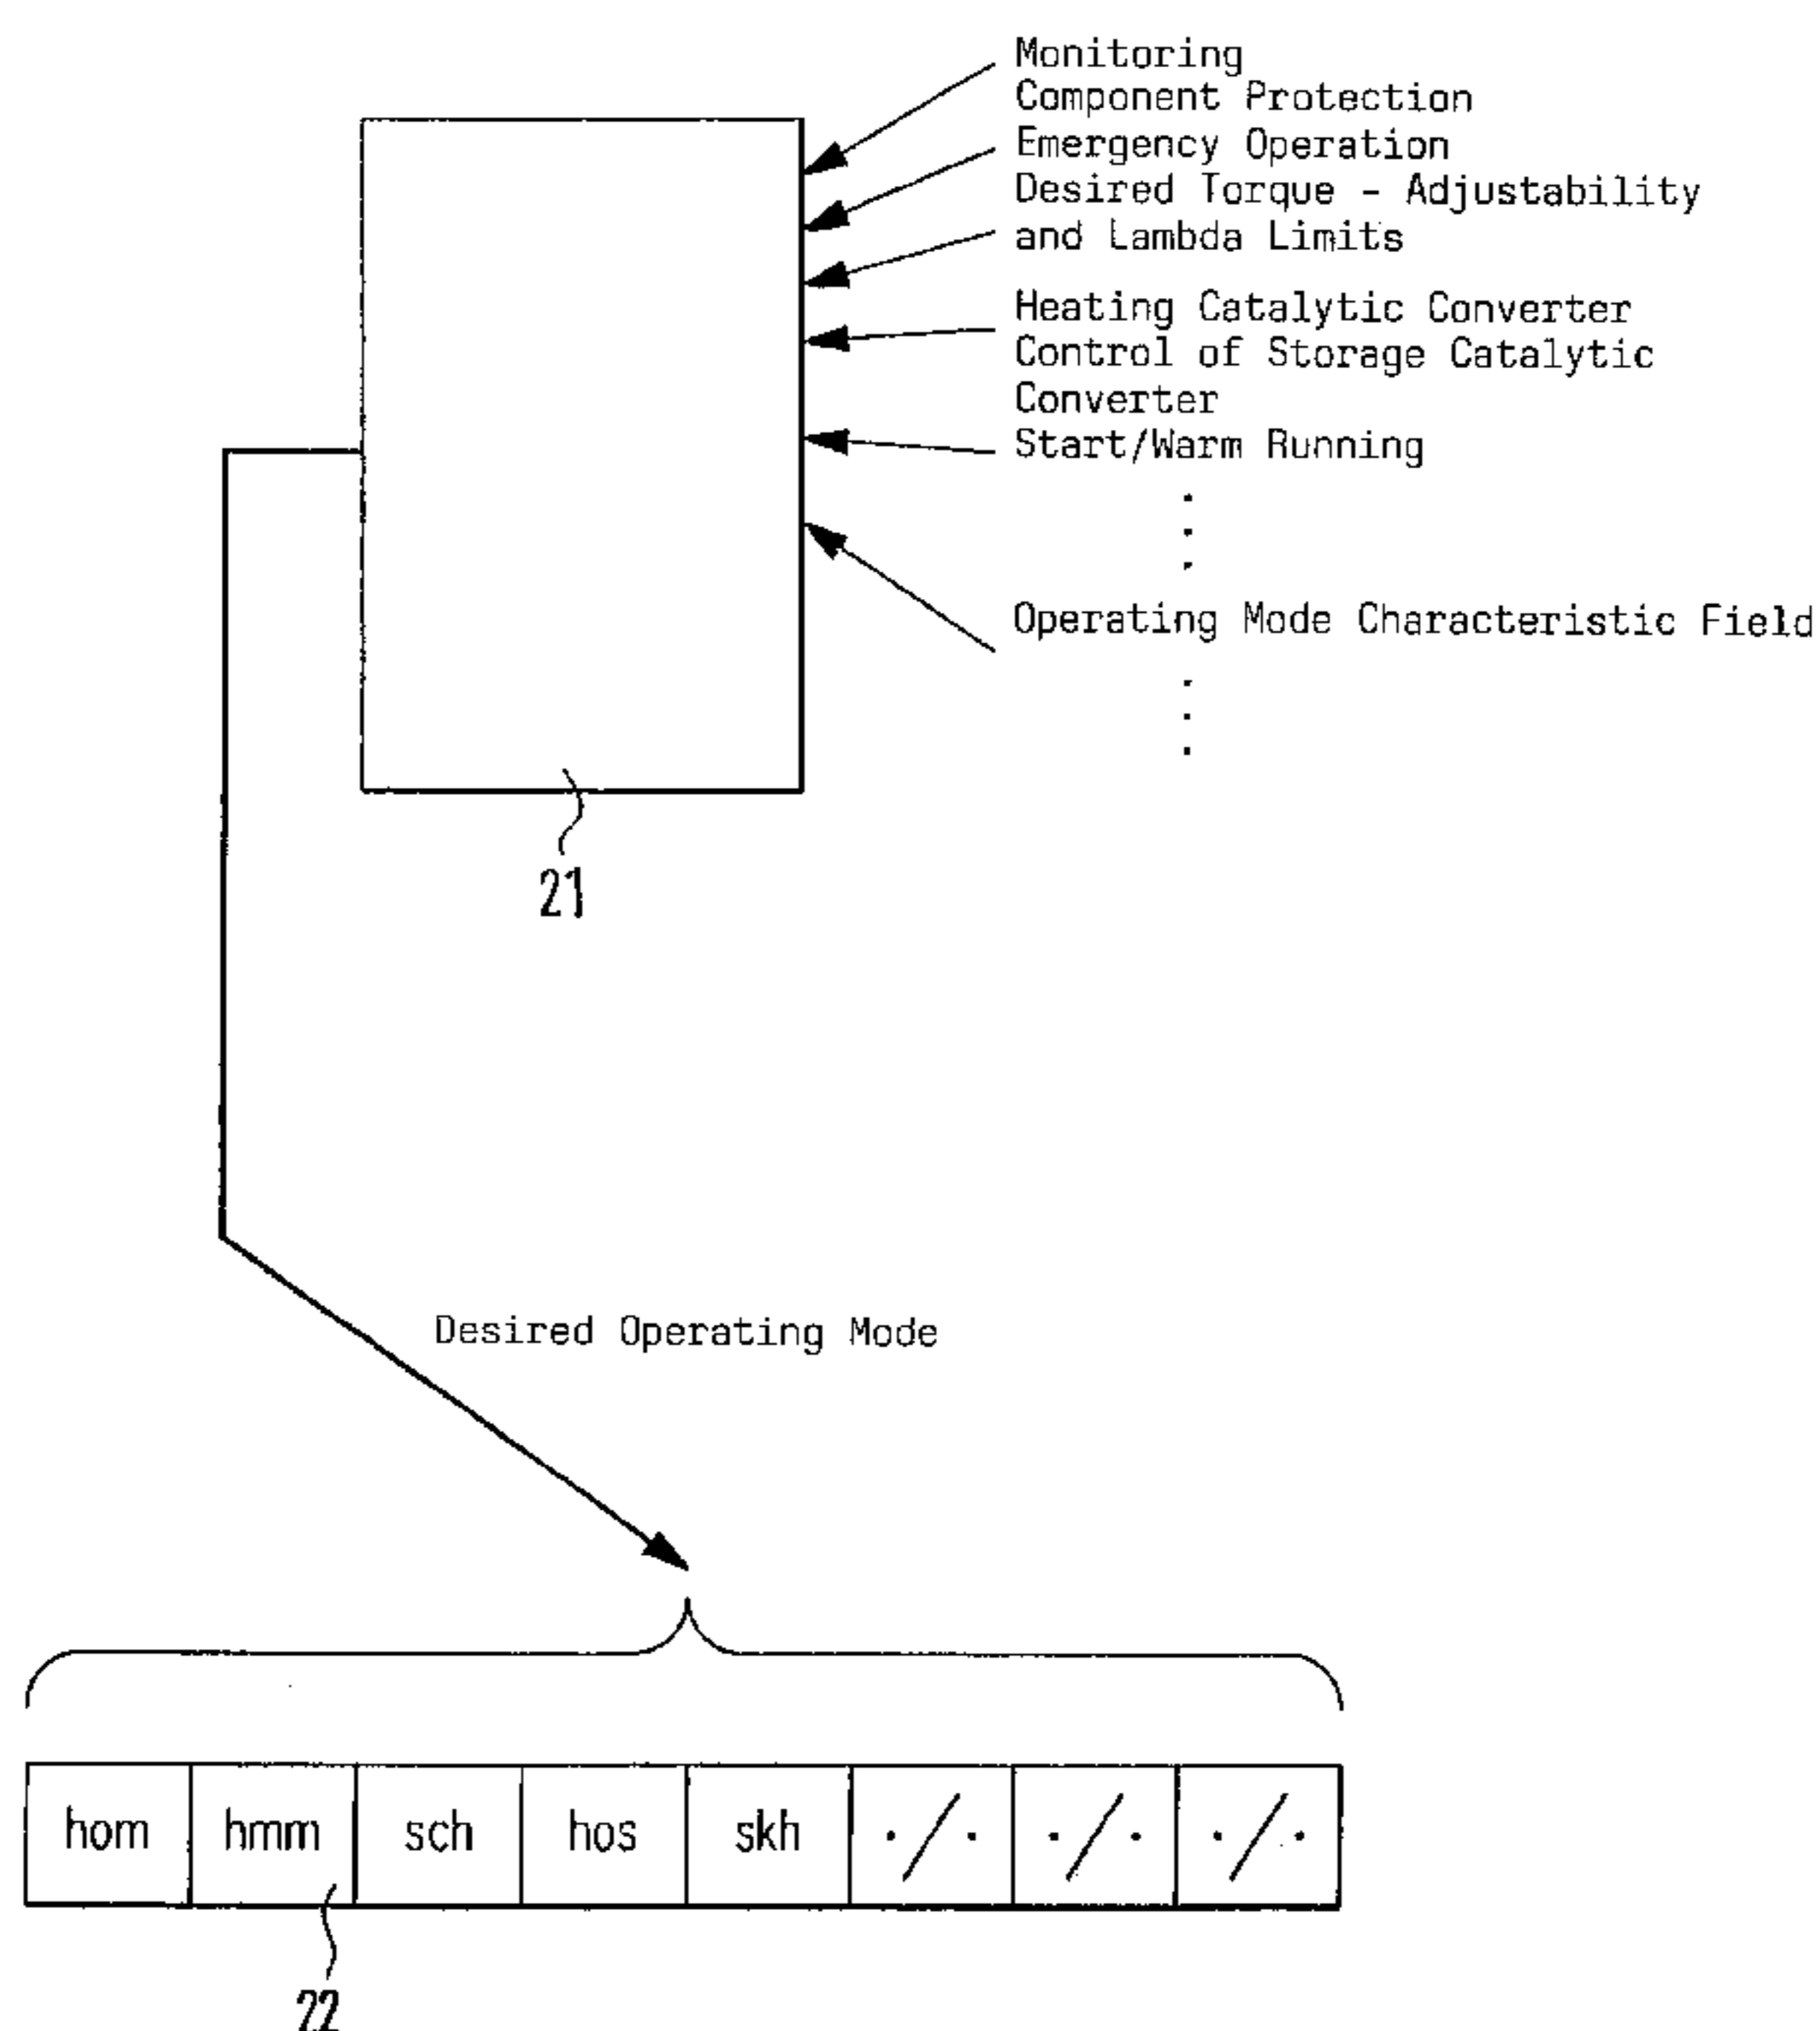 Monitoring
Component Protection
Emergency Operation
Desired Torque - Adjustability
and Lambda Limits
Heating Catalytic Converter
Control of Storage Catalytic
Converter
Start/Warm Running
Operating Mode Characteristic Field
21
Desired Operating Mode
hom hmm sch hos skh ./. ./. ./.
22